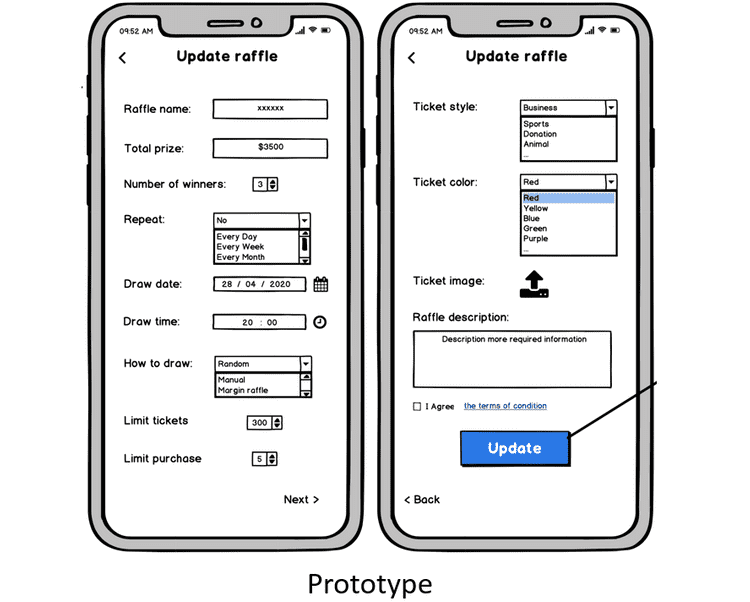 09:52 AM
Update raffle
Raffle name: xxxxxx
Total prize: $3500
Number of winners: 3
Repeat: No
Every Day
Every Week
Every Month
Draw date: 28 / 04 / 2020
Draw time: 20 : 00
How to draw: Random
Manual
Margin raffle
Limit tickets 300
Limit purchase 5
Next >
09:52 AM
Update raffle
Ticket style: Business
Sports
Donation
Animal
...
Ticket color: Red
Red
Yellow
Blue
Green
Purple
...
Ticket image:
Raffle description:
Description more required information
I Agree the terms of condition
Update
< Back
Prototype